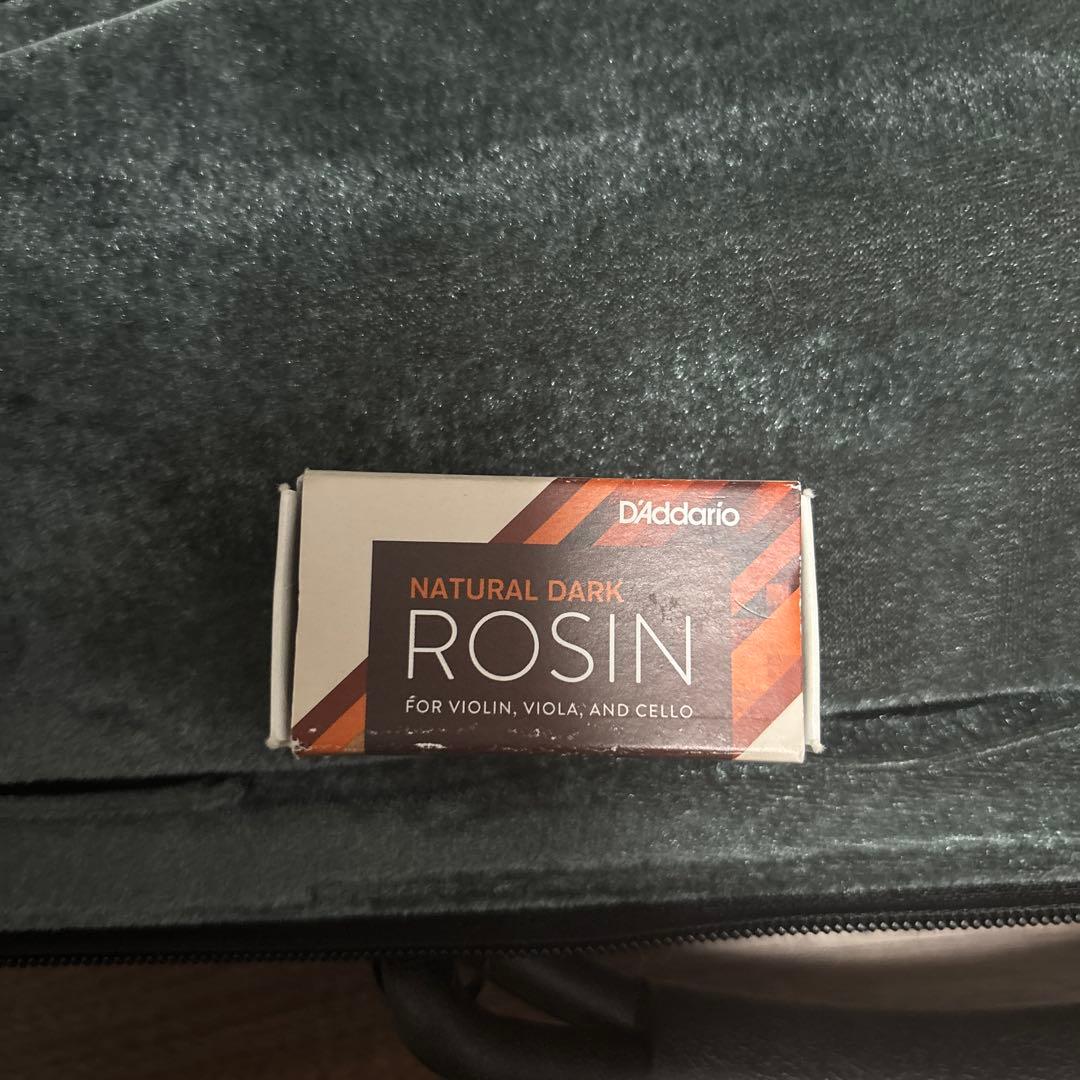 D'Addario
NATURAL DARK
ROSIN
FOR VIOLIN, VIOLA, AND CELLO